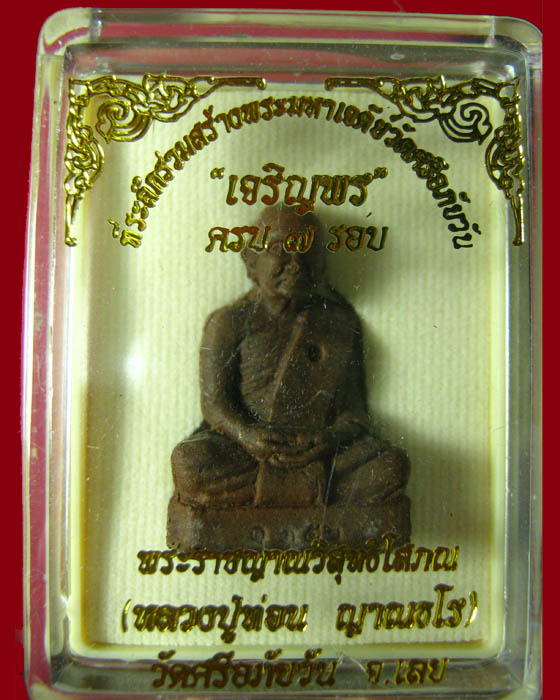 ที่ระลึกร่วมสร้างพระมหาเจดีย์วัดศรีอภัยวัน
"เจริญพร"
ครบ ๗ รอบ
พระราชญาณวิสุทธิโสภณ
(หลวงปู่ท่อน ญาณธโร)
วัดศรีอภัยวัน จ.เลย